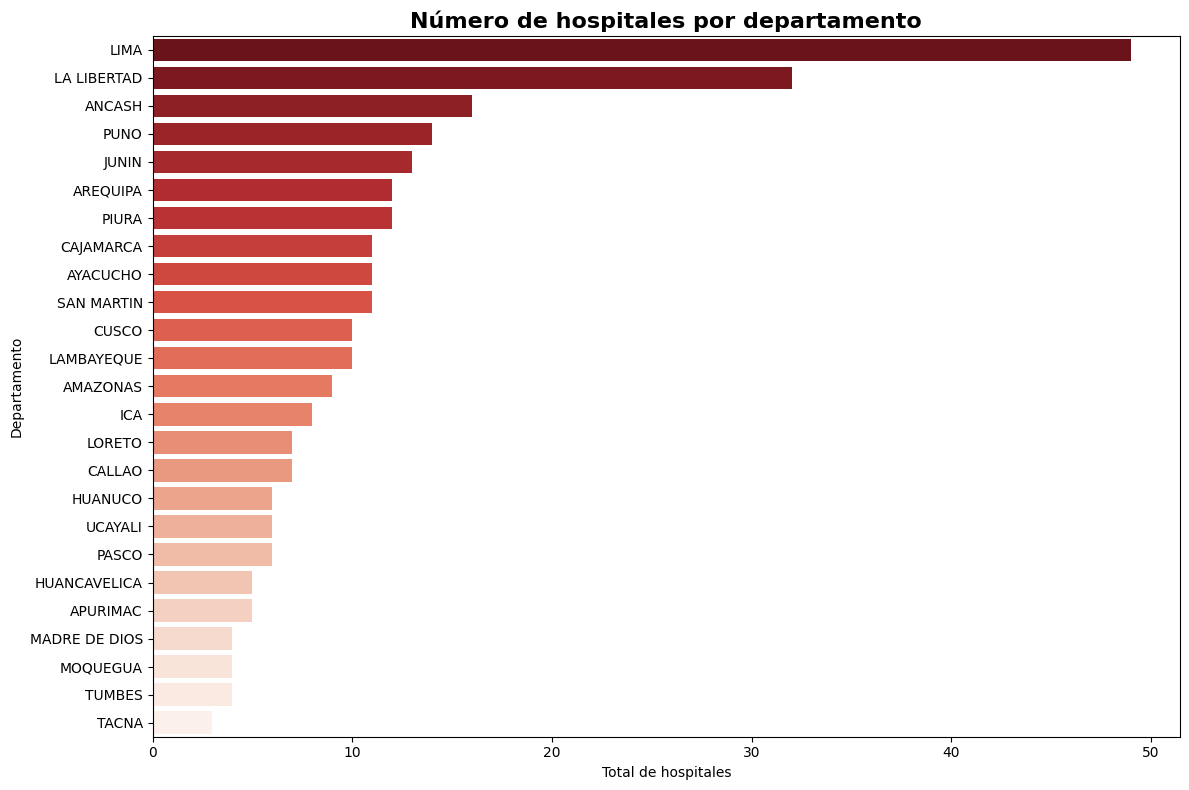 Número de hospitales por departamento
LIMA
LA LIBERTAD
ANCASH
PUNO
JUNIN
AREQUIPA
PIURA
CAJAMARCA
AYACUCHO
SAN MARTIN
CUSCO
LAMBAYEQUE
AMAZONAS
ICA
LORETO
CALLAO
HUANUCO
UCAYALI
PASCO
HUANCAVELICA
APURIMAC
MADRE DE DIOS
MOQUEGUA
TUMBES
TACNA
Departamento
0 10 20 30 40 50
Total de hospitales